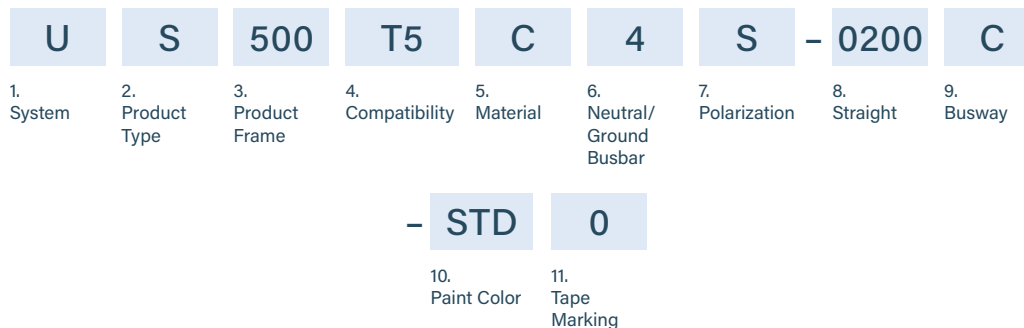 U S 500 T5 C 4 S – 0200 C
1. 2. 3. 4. 5. 6. 7. 8. 9.
System Product Product Compatibility Material Neutral/ Polarization Straight Busway
Type Frame Ground
Busbar
– STD 0
10. 11.
Paint Color Tape
Marking